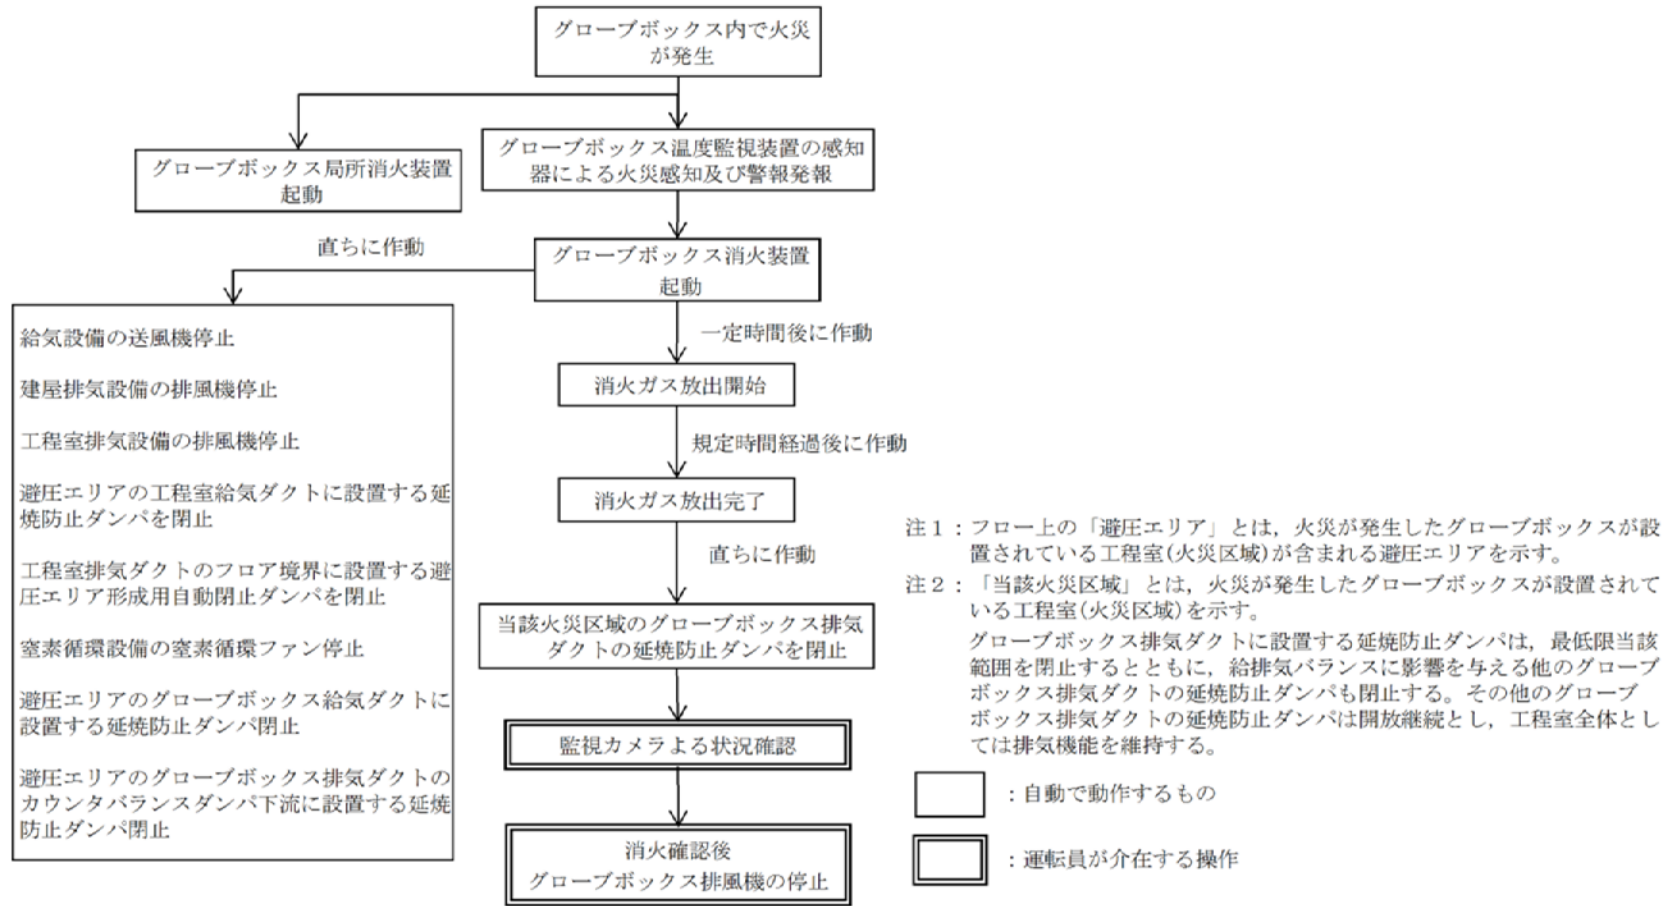 グローブボックス内で火災
が発生
グローブボックス局所消火装置
起動
グローブボックス温度監視装置の感知
器による火災感知及び警報発報
直ちに作動
グローブボックス消火装置
起動
給気設備の送風機停止
建屋排気設備の排風機停止
工程室排気設備の排風機停止
避圧エリアの工程室給気ダクトに設置する延
焼防止ダンパを閉止
工程室排気ダクトのフロア境界に設置する避
圧エリア形成用自動閉止ダンパを閉止
窒素循環設備の窒素循環ファン停止
避圧エリアのグローブボックス給気ダクトに
設置する延焼防止ダンパ閉止
避圧エリアのグローブボックス排気ダクトの
カウンタバランスダンパ下流に設置する延焼
防止ダンパ閉止
一定時間後に作動
消火ガス放出開始
規定時間経過後に作動
消火ガス放出完了
直ちに作動
当該火災区域のグローブボックス排気
ダクトの延焼防止ダンパを閉止
監視カメラよる状況確認
消火確認後
グローブボックス排風機の停止
注1:フロー上の「避圧エリア」とは,火災が発生したグローブボックスが設
置されている工程室(火災区域)が含まれる避圧エリアを示す。
注2:「当該火災区域」とは,火災が発生したグローブボックスが設置されて
いる工程室(火災区域)を示す。
グローブボックス排気ダクトに設置する延焼防止ダンパは,最低限当該
範囲を閉止するとともに,給排気バランスに影響を与える他のグローブ
ボックス排気ダクトの延焼防止ダンパも閉止する。その他のグローブ
ボックス排気ダクトの延焼防止ダンパは開放継続とし,工程室全体とし
ては排気機能を維持する。
:自動で動作するもの
:運転員が介在する操作